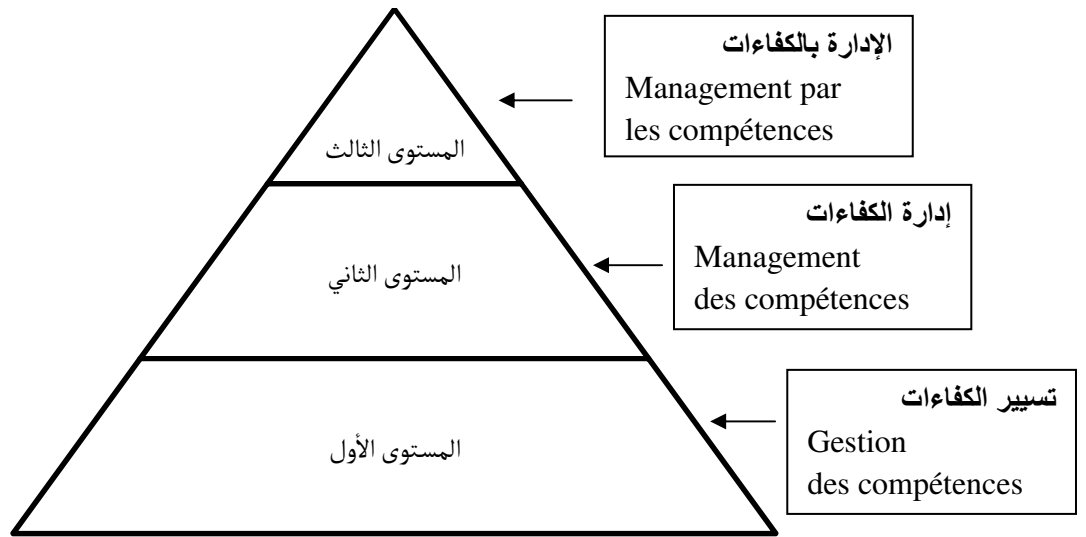 الإدارة بالكفاءات
Management par
les compétences
المستوى الثالث
إدارة الكفاءات
Management
des compétences
المستوى الثاني
تسيير الكفاءات
Gestion
des compétences
المستوى الأول